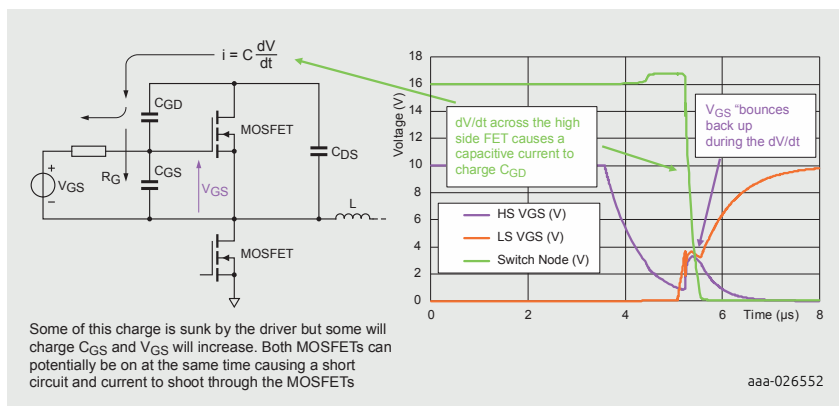 i = C dV/dt
CGD
MOSFET
CDS
RG
CGS
VGS
+
VGS
−
L
MOSFET
Some of this charge is sunk by the driver but some will
charge CGS and VGS will increase. Both MOSFETs can
potentially be on at the same time causing a short
circuit and current to shoot through the MOSFETs
Voltage (V)
18
16
14
12
10
8
6
4
2
0
dV/dt across the high
side FET causes a
capacitive current to
charge CGD
VGS “bounces
back up
during the dV/dt
HS VGS (V)
LS VGS (V)
Switch Node (V)
0
2
4
6
8
Time (µs)
aaa-026552